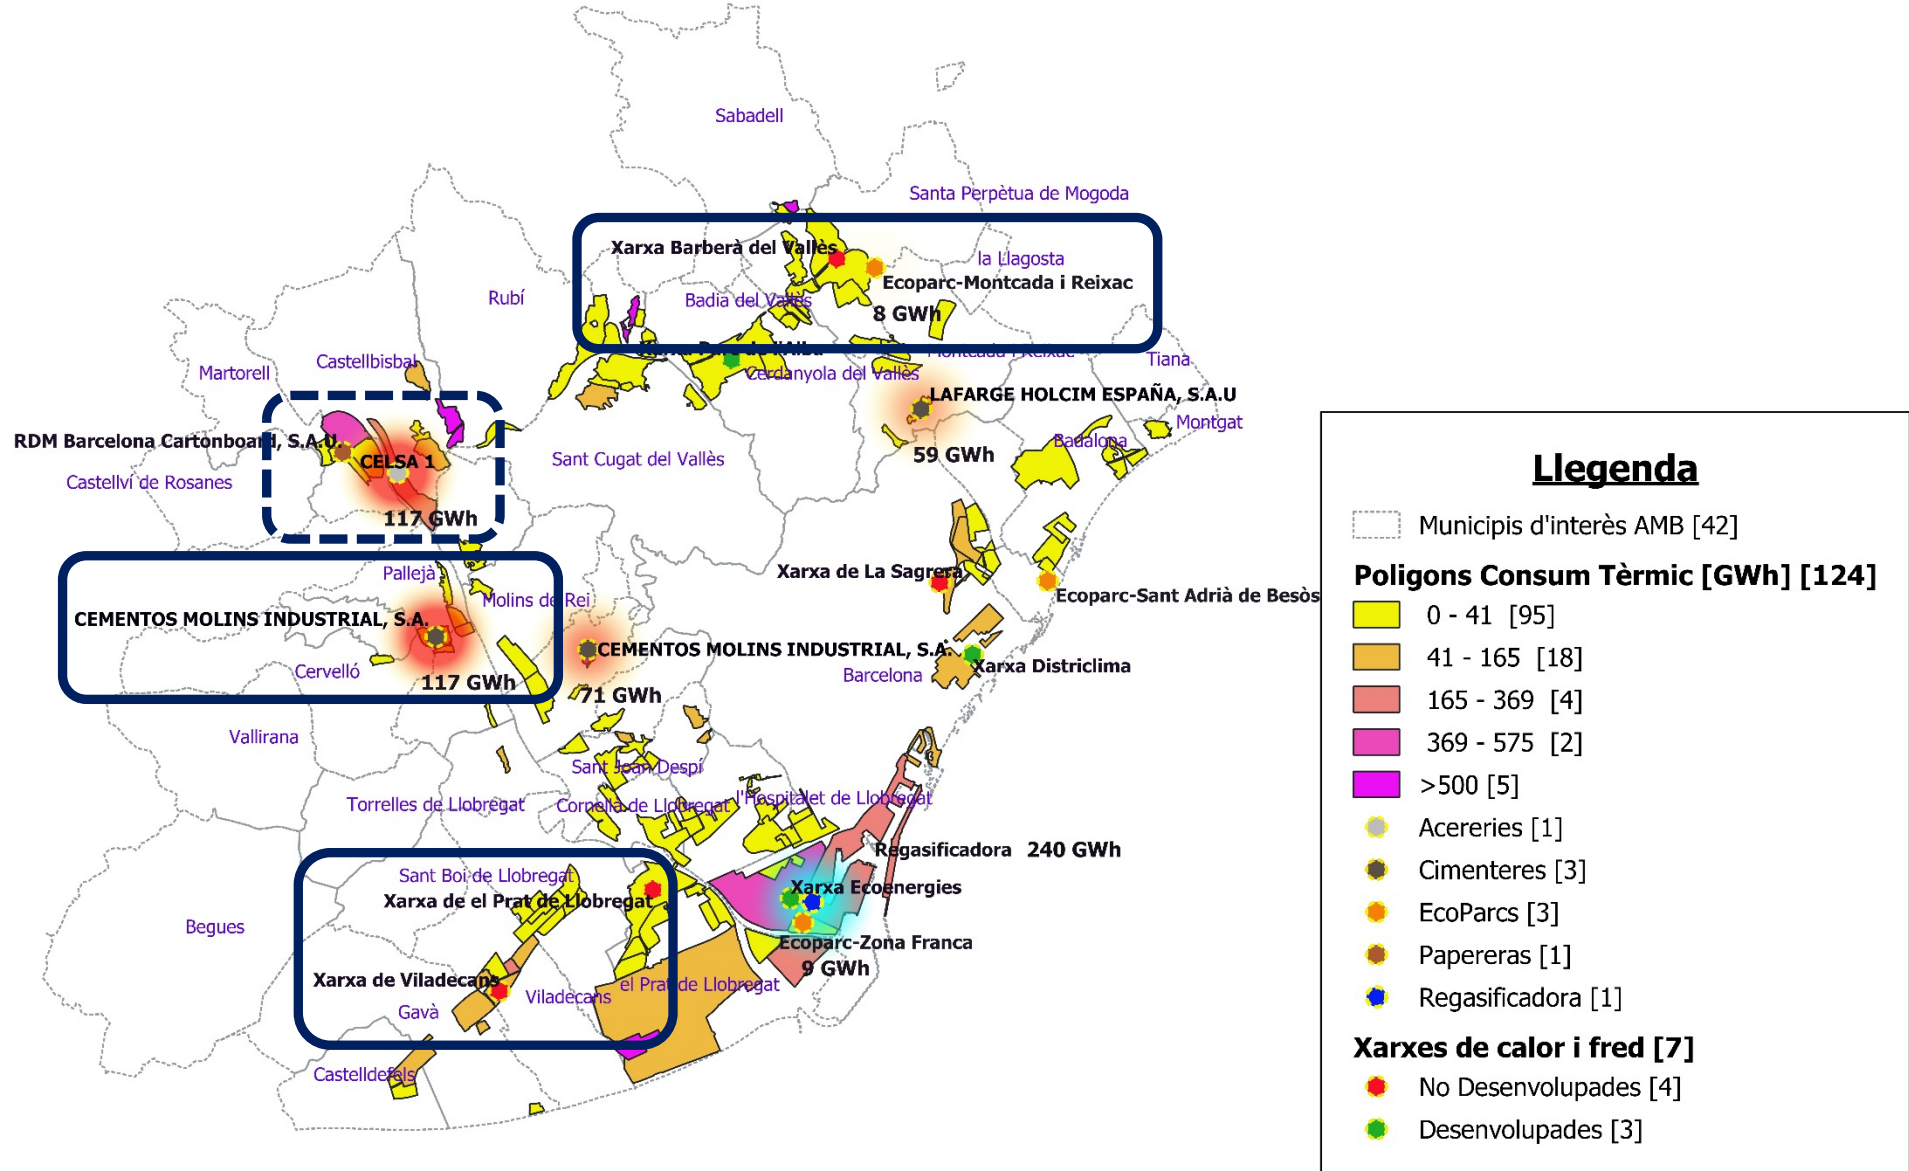 Sabadell
Santa Perpètua de Mogoda
Xarxa Barberà del Vallès
la Llagosta
Ecoparc-Montcada i Reixac
Rubí
Badia del Vallès
8 GWh
Xarxa Parc de l'Alba
Montcada i Reixac
Tiana
Castellbisbal
Martorell
Cerdanyola del Vallès
LAFARGE HOLCIM ESPAÑA, S.A.U
Montgat
RDM Barcelona Cartonboard, S.A.U.
Badalona
CELSA 1
59 GWh
Sant Cugat del Vallès
Castellví de Rosanes
117 GWh
Pallejà
Xarxa de La Sagrera
Molins de Rei
Ecoparc-Sant Adrià de Besòs
CEMENTOS MOLINS INDUSTRIAL, S.A.
CEMENTOS MOLINS INDUSTRIAL, S.A.
Cervelló
Barcelona
Xarxa Districlima
117 GWh
71 GWh
Vallirana
Sant Joan Despí
Torrelles de Llobregat
Cornellà de Llobregat
l'Hospitalet de Llobregat
Regasificadora 240 GWh
Sant Boi de Llobregat
Xarxa Ecoenergies
Xarxa de el Prat de Llobregat
Begues
Ecoparc-Zona Franca
9 GWh
Xarxa de Viladecans
el Prat de Llobregat
Viladecans
Gavà
Castelldefels
Llegenda
Municipis d'interès AMB [42]
Poligons Consum Tèrmic [GWh] [124]
0 - 41 [95]
41 - 165 [18]
165 - 369 [4]
369 - 575 [2]
>500 [5]
Acereries [1]
Cimenteres [3]
EcoParcs [3]
Papereras [1]
Regasificadora [1]
Xarxes de calor i fred [7]
No Desenvolupades [4]
Desenvolupades [3]